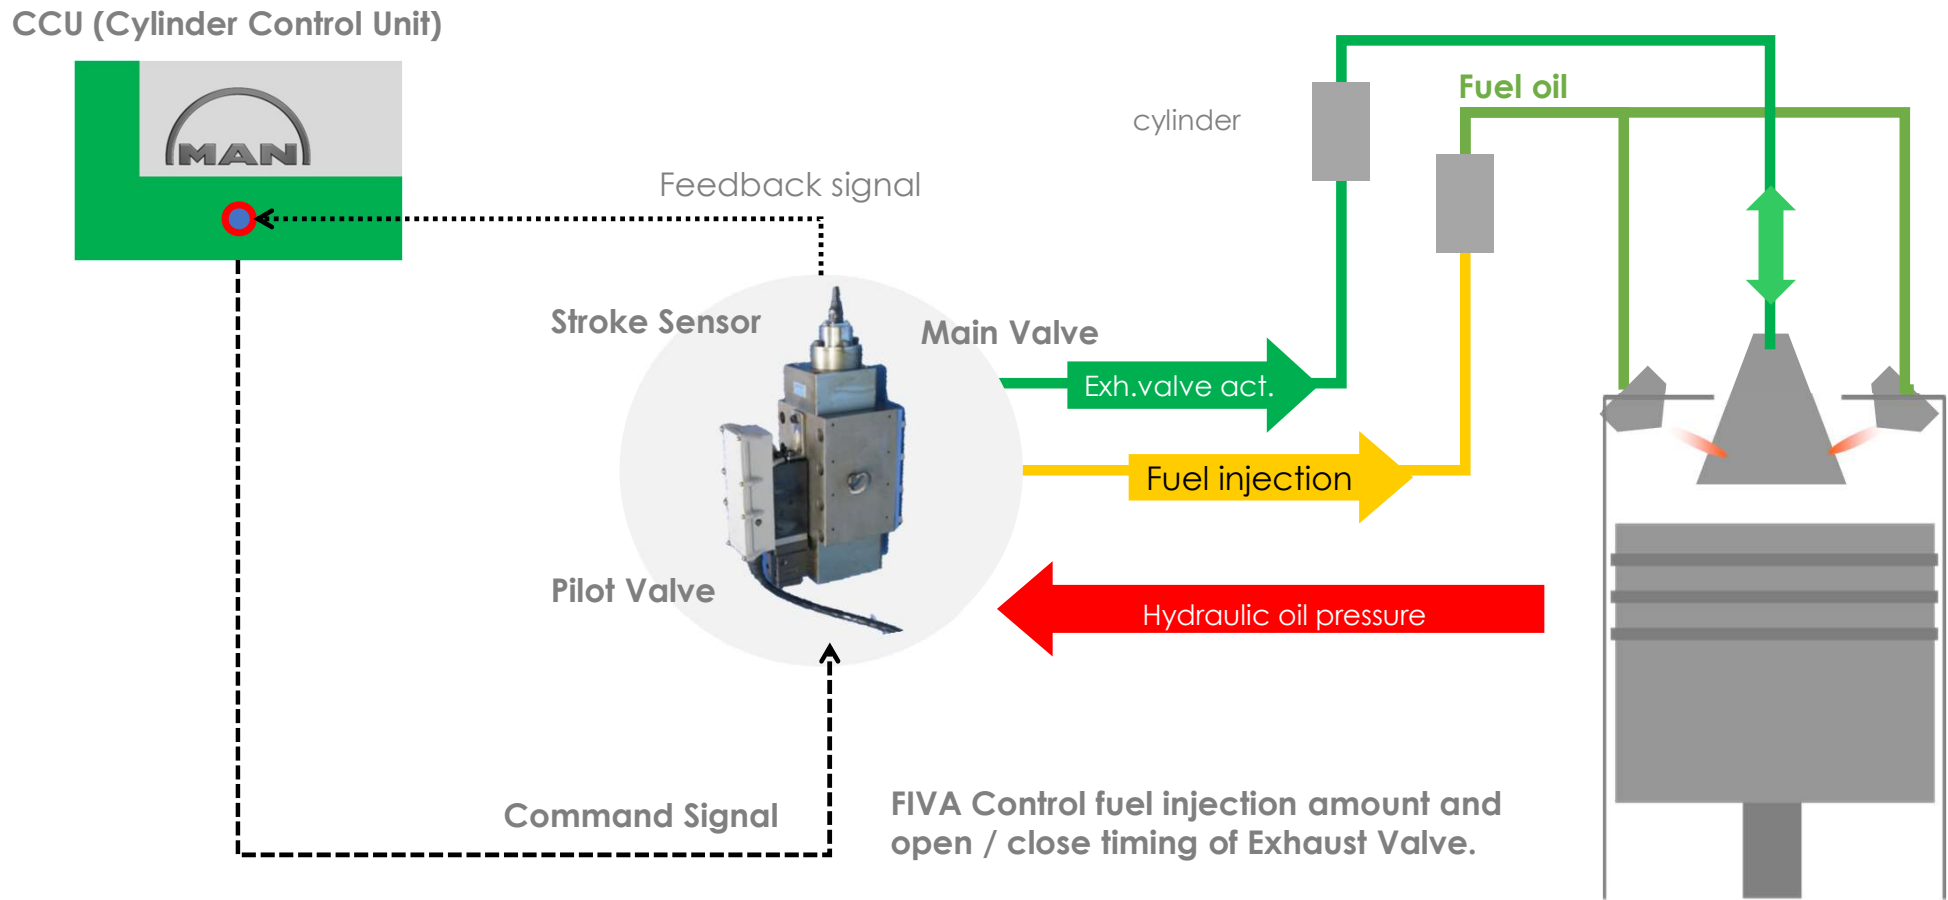 CCU (Cylinder Control Unit)
MAN
Fuel oil
cylinder
Feedback signal
Stroke Sensor
Main Valve
Exh.valve act.
Fuel injection
Pilot Valve
Hydraulic oil pressure
Command Signal
FIVA Control fuel injection amount and
open / close timing of Exhaust Valve.